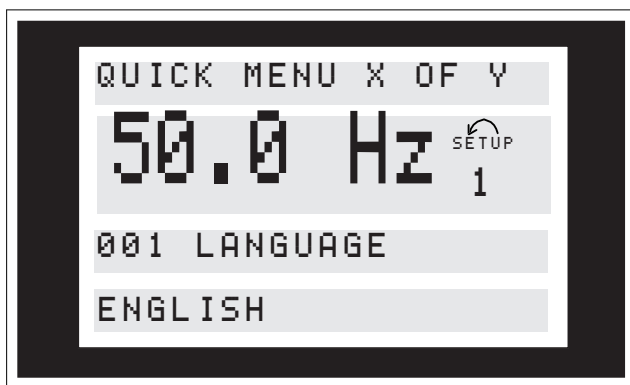 QUICK MENU X OF Y
50.0 Hz SETUP
1
001 LANGUAGE
ENGLISH